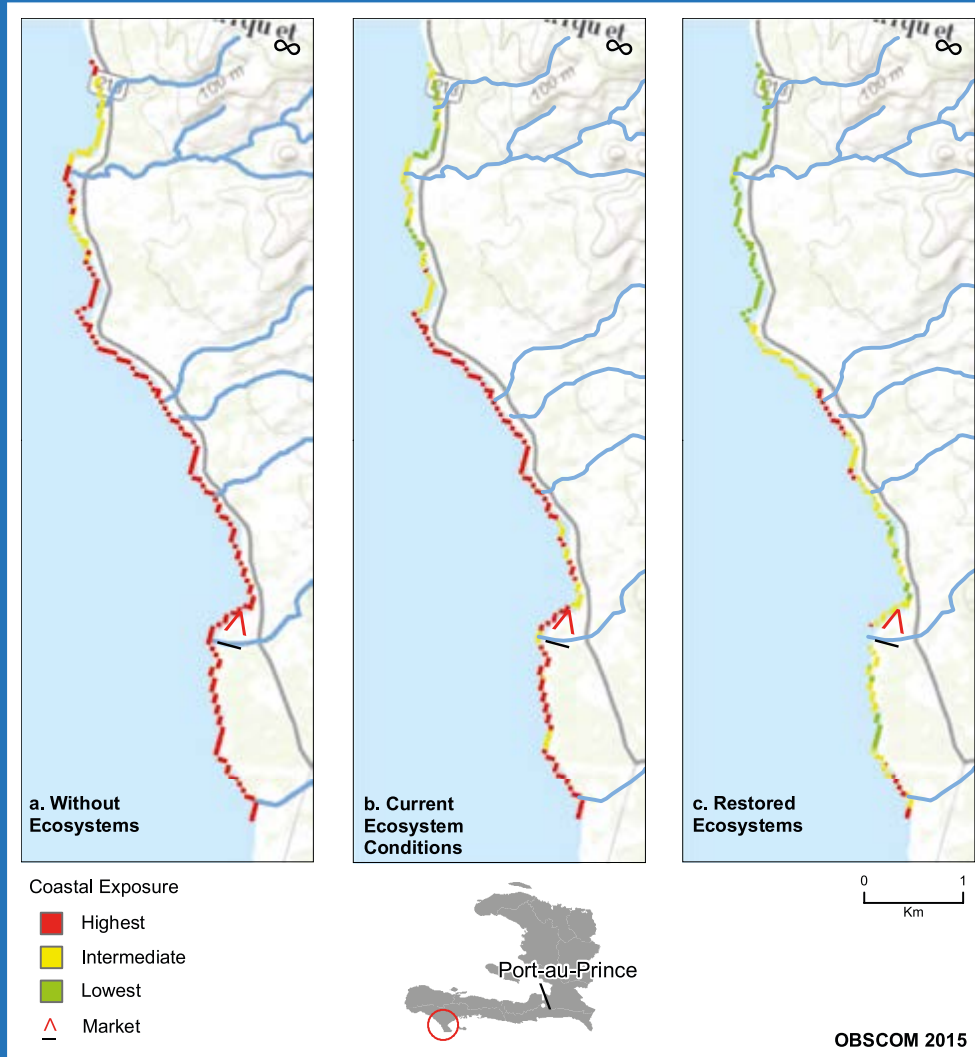 100 m
100 m
100 m
a. Without
Ecosystems
b. Current
Ecosystem
Conditions
c. Restored
Ecosystems
Coastal Exposure
Highest
Intermediate
Lowest
Market
Port-au-Prince
0 1
Km
OBSCOM 2015